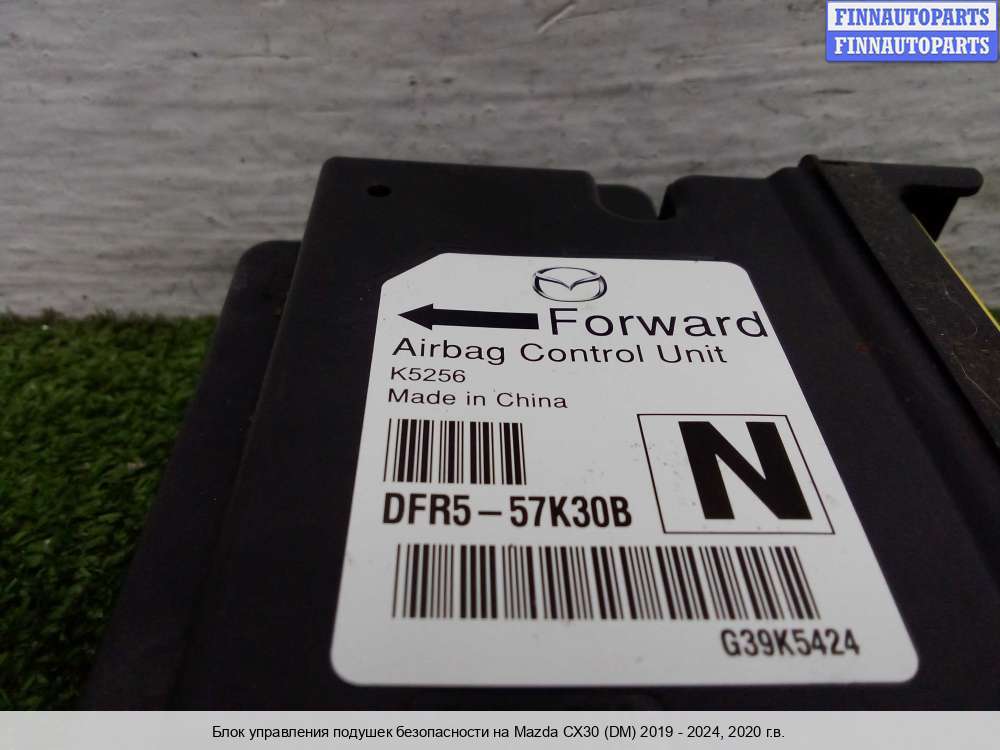 FINNAUTOPARTS
FINNAUTOPARTS
Forward
Airbag Control Unit
K5256
Made in China
N
DFR5-57K30B
G39K5424
Блок управления подушек безопасности на Mazda CX30 (DM) 2019 - 2024, 2020 г.в.